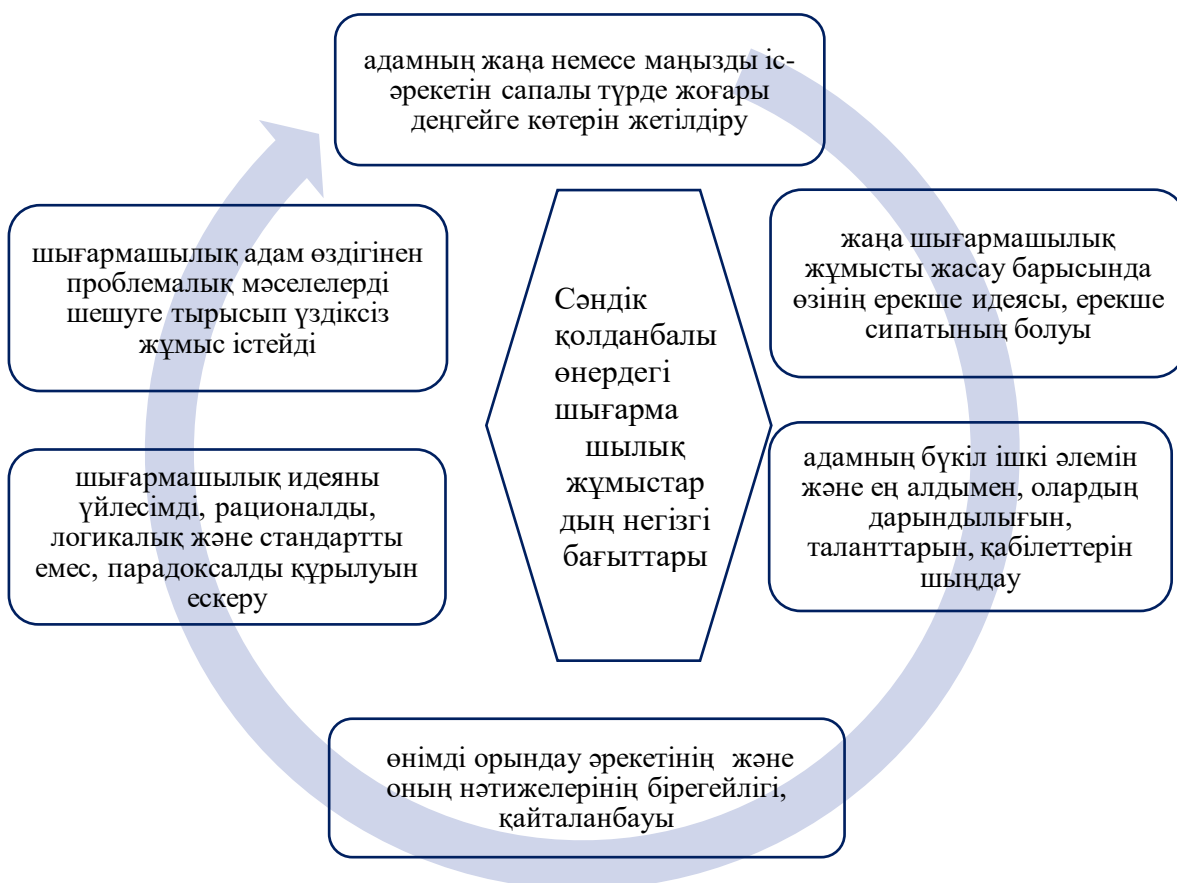 адамның жаңа немесе маңызды іс-
әрекетін сапалы түрде жоғары
деңгейге көтерін жетілдіру
жаңа шығармашылық
жұмысты жасау барысында
өзінің ерекше идеясы, ерекше
сипатының болуы
адамның бүкіл ішкі әлемін
және ең алдымен, олардың
дарындылығын,
таланттарын, қабілеттерін
шыңдау
өнімді орындау әрекетінің және
оның нәтижелерінің бірегейлігі,
қайталанбауы
шығармашылық идеяны
үйлесімді, рационалды,
логикалық және стандартты
емес, парадоксалды құрылуын
ескеру
шығармашылық адам өздігінен
проблемалық мәселелерді
шешуге тырысып үздіксіз
жұмыс істейді
Сәндік
қолданбалы
өнердегі
шығарма
шылық
жұмыстар
дың негізгі
бағыттары